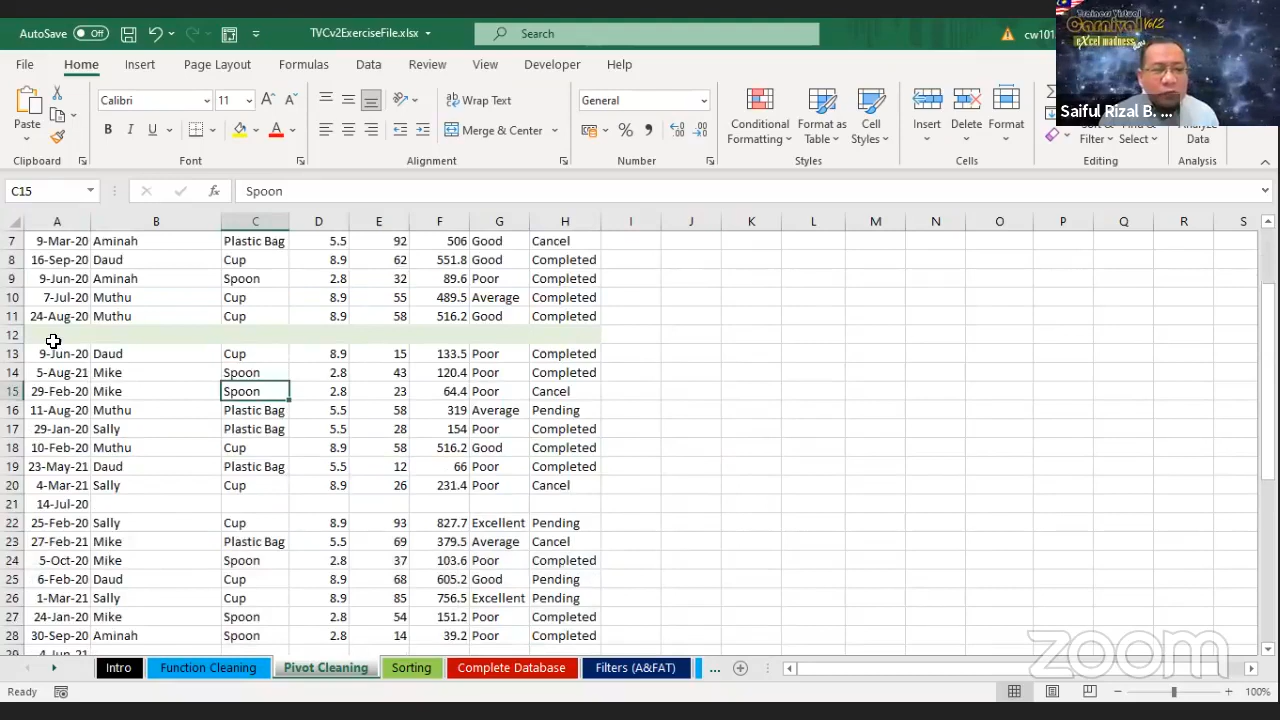 AutoSave Off TVCv2ExerciseFile.xlsx Search cw101
Trainers Virtual
Carnival Vol2
eXcel madness
Saiful Rizal B. ...
File Home Insert Page Layout Formulas Data Review View Developer Help
Calibri 11 Wrap Text General
Paste B I U Merge & Center Conditional Formatting Format as Table Cell Styles Insert Delete Format Sort & Filter Find & Select Analyze Data
Clipboard Font Alignment Number Styles Cells Editing Analysis
C15 fx Spoon
A B C D E F G H I J K L M N O P Q R S
7 9-Mar-20 Aminah Plastic Bag 5.5 92 506 Good Cancel
8 16-Sep-20 Daud Cup 8.9 62 551.8 Good Completed
9 9-Jun-20 Aminah Spoon 2.8 32 89.6 Poor Completed
10 7-Jul-20 Muthu Cup 8.9 55 489.5 Average Completed
11 24-Aug-20 Muthu Cup 8.9 58 516.2 Good Completed
12
13 9-Jun-20 Daud Cup 8.9 15 133.5 Poor Completed
14 5-Aug-21 Mike Spoon 2.8 43 120.4 Poor Completed
15 29-Feb-20 Mike Spoon 2.8 23 64.4 Poor Cancel
16 11-Aug-20 Muthu Plastic Bag 5.5 58 319 Average Pending
17 29-Jan-20 Sally Plastic Bag 5.5 28 154 Poor Completed
18 10-Feb-20 Muthu Cup 8.9 58 516.2 Good Completed
19 23-May-21 Daud Plastic Bag 5.5 12 66 Poor Completed
20 4-Mar-21 Sally Cup 8.9 26 231.4 Poor Cancel
21 14-Jul-20
22 25-Feb-20 Sally Cup 8.9 93 827.7 Excellent Pending
23 27-Feb-21 Mike Plastic Bag 5.5 69 379.5 Average Cancel
24 5-Oct-20 Mike Spoon 2.8 37 103.6 Poor Completed
25 6-Feb-20 Daud Cup 8.9 68 605.2 Good Pending
26 1-Mar-21 Sally Cup 8.9 85 756.5 Excellent Pending
27 24-Jan-20 Mike Spoon 2.8 54 151.2 Poor Completed
28 30-Sep-20 Aminah Spoon 2.8 14 39.2 Poor Completed
zoom
Intro Function Cleaning Pivot Cleaning Sorting Complete Database Filters (A&FAT) ...
Ready 100%